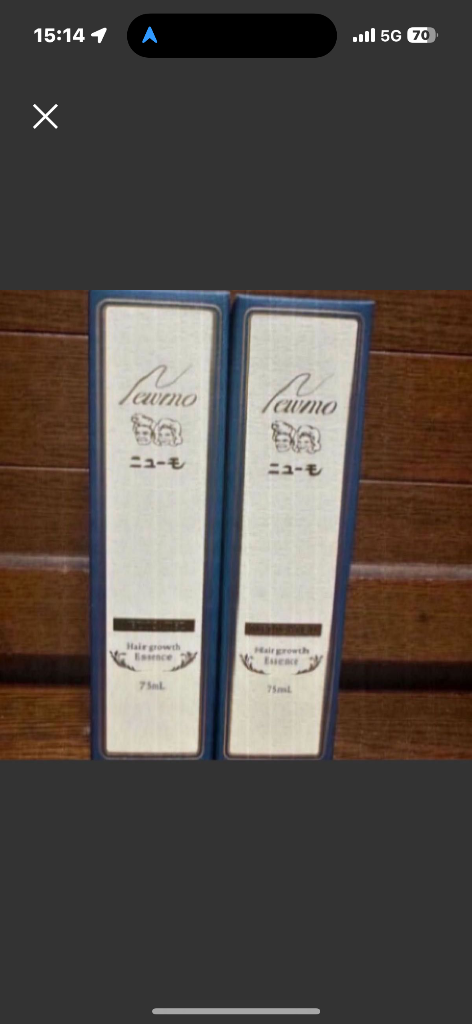 15:14
5G
70
Newmo
ニューモ
Hair growth
Essence
75mL
Newmo
ニューモ
Hair growth
Essence
75mL